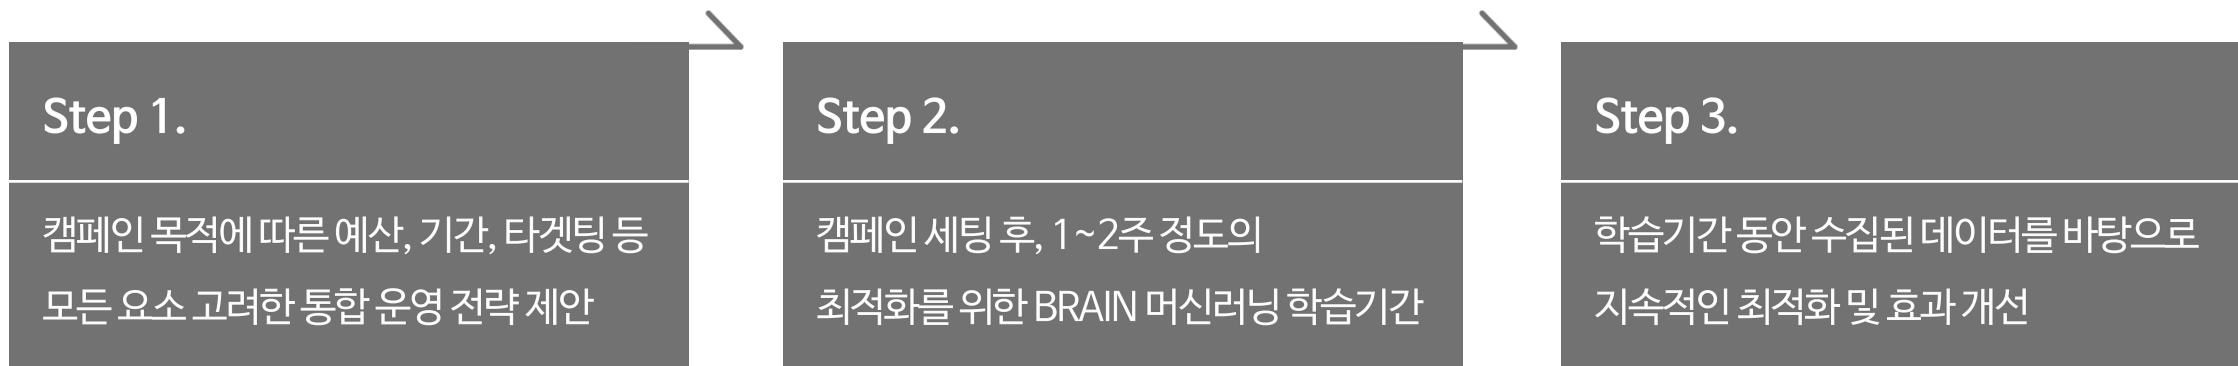 Step 1.
캠페인 목적에 따른 예산, 기간, 타겟팅 등
모든 요소 고려한 통합 운영 전략 제안
Step 2.
캠페인 세팅 후, 1~2주 정도의
최적화를 위한 BRAIN 머신러닝 학습기간
Step 3.
학습기간 동안 수집된 데이터를 바탕으로
지속적인 최적화 및 효과 개선